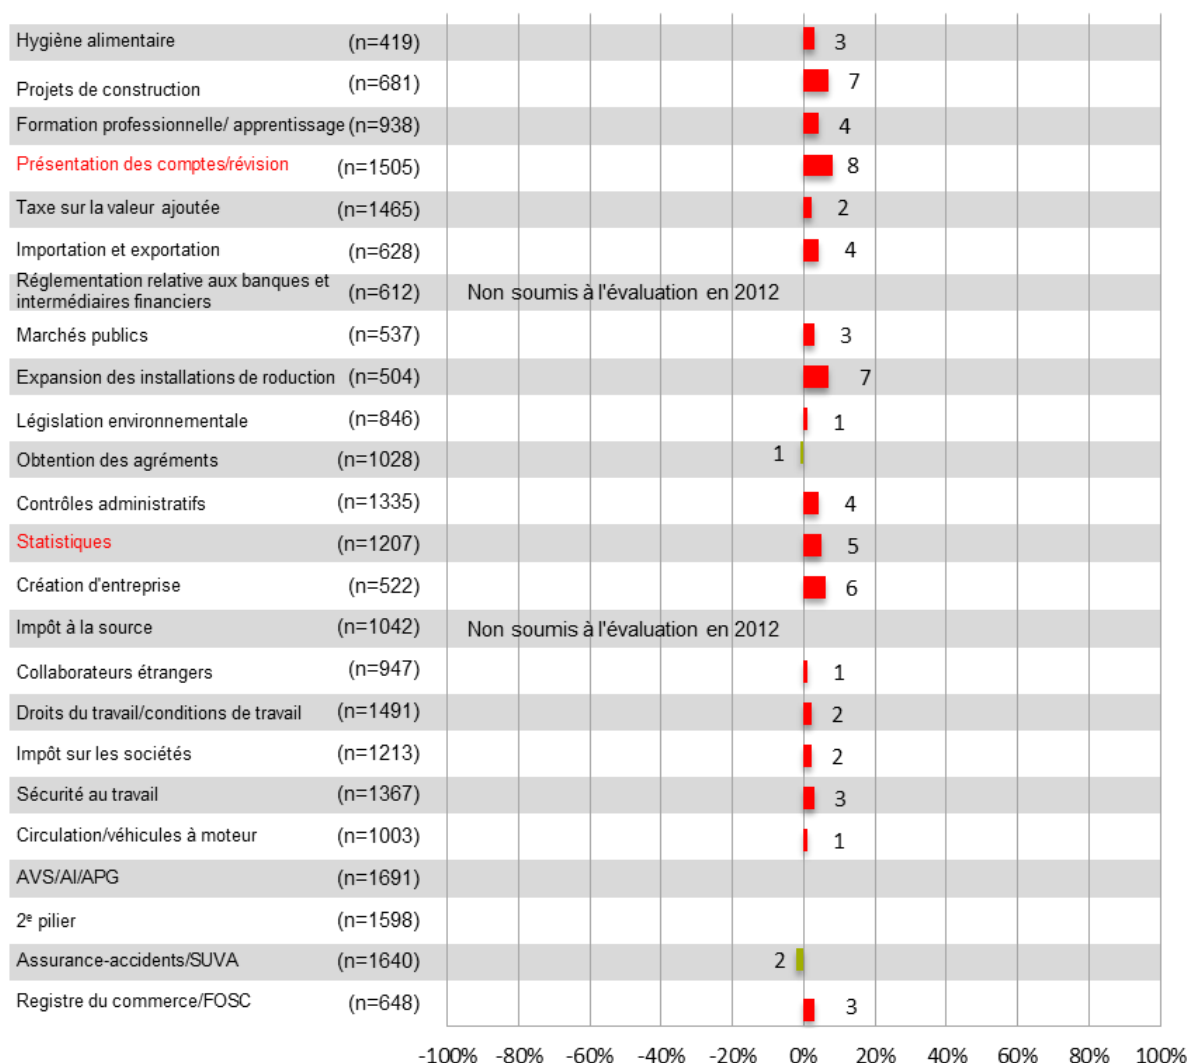 Hygiène alimentaire (n=419) 3
Projets de construction (n=681) 7
Formation professionnelle/ apprentissage (n=938) 4
Présentation des comptes/révision (n=1505) 8
Taxe sur la valeur ajoutée (n=1465) 2
Importation et exportation (n=628) 4
Réglementation relative aux banques et
intermédiaires financiers (n=612) Non soumis à l'évaluation en 2012
Marchés publics (n=537) 3
Expansion des installations de roduction (n=504) 7
Législation environnementale (n=846) 1
Obtention des agréments (n=1028) 1
Contrôles administratifs (n=1335) 4
Statistiques (n=1207) 5
Création d'entreprise (n=522) 6
Impôt à la source (n=1042) Non soumis à l'évaluation en 2012
Collaborateurs étrangers (n=947) 1
Droits du travail/conditions de travail (n=1491) 2
Impôt sur les sociétés (n=1213) 2
Sécurité au travail (n=1367) 3
Circulation/véhicules à moteur (n=1003) 1
AVS/AI/APG (n=1691)
2e pilier (n=1598)
Assurance-accidents/SUVA (n=1640) 2
Registre du commerce/FOSC (n=648) 3
-100% -80% -60% -40% -20% 0% 20% 40% 60% 80% 100%